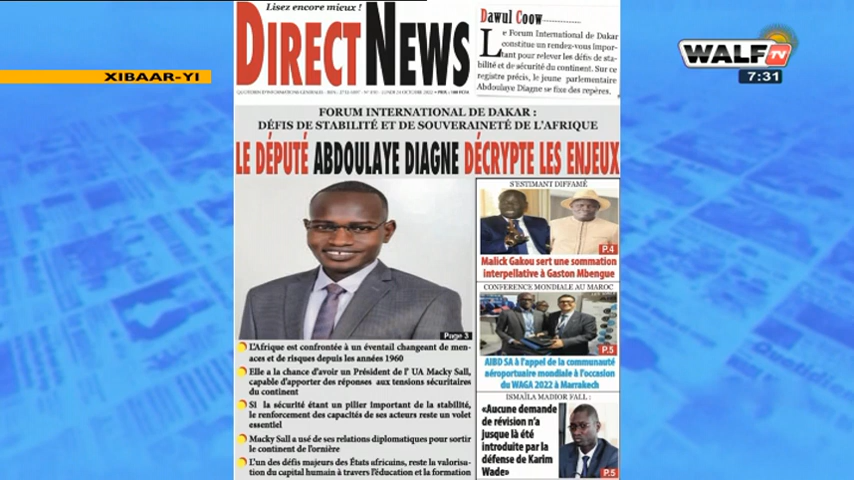 XIBAAR-YI
WALF TV
7:31
Lisez encore mieux !
DIRECT NEWS
LUNDI 24 OCTOBRE 2022
Dawul Coow
Le Forum International de Dakar
constitue un rendez-vous impor-
tant pour relever les défis de sta-
bilité et de sécurité du continent. Sur ce
registre précis, le jeune parlementaire
Abdoulaye Diagne se fixe des repères.
FORUM INTERNATIONAL DE DAKAR :
DÉFIS DE STABILITÉ ET DE SOUVERAINETÉ DE L'AFRIQUE
LE DÉPUTÉ ABDOULAYE DIAGNE DÉCRYPTE LES ENJEUX
Page 3
L'Afrique est confrontée à un éventail changeant de me-
naces et de risques depuis les années 1960
Elle a la chance d'avoir un Président de l' UA Macky Sall,
capable d'apporter des réponses aux tensions sécuritaires
du continent
Si la sécurité étant un pilier important de la stabilité,
le renforcement des capacités de ses acteurs reste un volet
essentiel
Macky Sall a usé de ses relations diplomatiques pour sortir
le continent de l'ornière
L'un des défis majeurs des États africains, reste la valorisa-
tion du capital humain à travers l'éducation et la formation
S'ESTIMANT DIFFAMÉ
P.4
Malick Gakou sert une sommation
interpellative à Gaston Mbengue
CONFERENCE MONDIALE AU MAROC
P.5
AIBD SA à l'appel de la communauté
aéroportuaire mondiale à l'occasion
du WAGA 2022 à Marrakech
ISMAÏLA MADIOR FALL :
«Aucune demande
de révision n'a
jusque là été
introduite par la
défense de Karim
Wade»
P.5